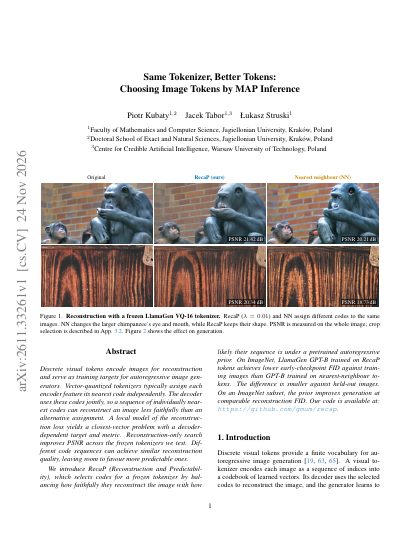 Same Tokenizer, Better Tokens:
Choosing Image Tokens by MAP Inference
Piotr Kubaty1,2 Jacek Tabor1,3 Łukasz Struski1
1Faculty of Mathematics and Computer Science, Jagiellonian University, Kraków, Poland
2Doctoral School of Exact and Natural Sciences, Jagiellonian University, Kraków, Poland
3Centre for Credible Artificial Intelligence, Warsaw University of Technology, Poland
arXiv:2611.33261v1 [cs.CV] 24 Nov 2026
Original RecaP (ours) Nearest neighbour (NN)
PSNR 21.62 dB PSNR 20.21 dB
PSNR 20.34 dB PSNR 18.73 dB
Figure 1. Reconstruction with a frozen LlamaGen VQ-16 tokenizer. RecaP (λ = 0.01) and NN assign different codes to the same
images. NN changes the larger chimpanzee's eye and mouth, while RecaP keeps their shape. PSNR is measured on the whole image; crop
selection is described in App. 3.2. Figure 2 shows the effect on generation.
Abstract
Discrete visual tokens encode images for reconstruction
and serve as training targets for autoregressive image gen-
erators. Vector-quantized tokenizers typically assign each
encoder feature its nearest code independently. The decoder
uses these codes jointly, so a sequence of individually near-
est codes can reconstruct an image less faithfully than an
alternative assignment. A local model of the
reconstruction loss yields a closest-vector problem with a decoder-
dependent target and metric. Reconstruction-only search
improves PSNR across the frozen tokenizers we test. Dif-
ferent code sequences can achieve similar reconstruction
quality, leaving room to favour more predictable ones.
We introduce RecaP (Reconstruction and Predictabil-
ity), which selects codes for a frozen tokenizer by bal-
ancing how faithfully they reconstruct the image with how
likely their sequence is under a pretrained autoregressive
prior. On ImageNet, LlamaGen GPT-B trained on RecaP
tokens achieves lower early-checkpoint FID against train-
ing images than GPT-B trained on nearest-neighbour to-
kens. The difference is smaller against held-out images.
On an ImageNet subset, the prior improves generation at
comparable reconstruction FID. Our code is available at:
https://github.com/gmum/recap
1. Introduction
Discrete visual tokens provide a finite vocabulary for au-
toregressive image generation [19, 63, 65]. A visual to-
kenizer encodes each image as a sequence of indices into
a codebook of learned vectors. Its decoder uses the selected
codes to reconstruct the image, and the generator learns to
1